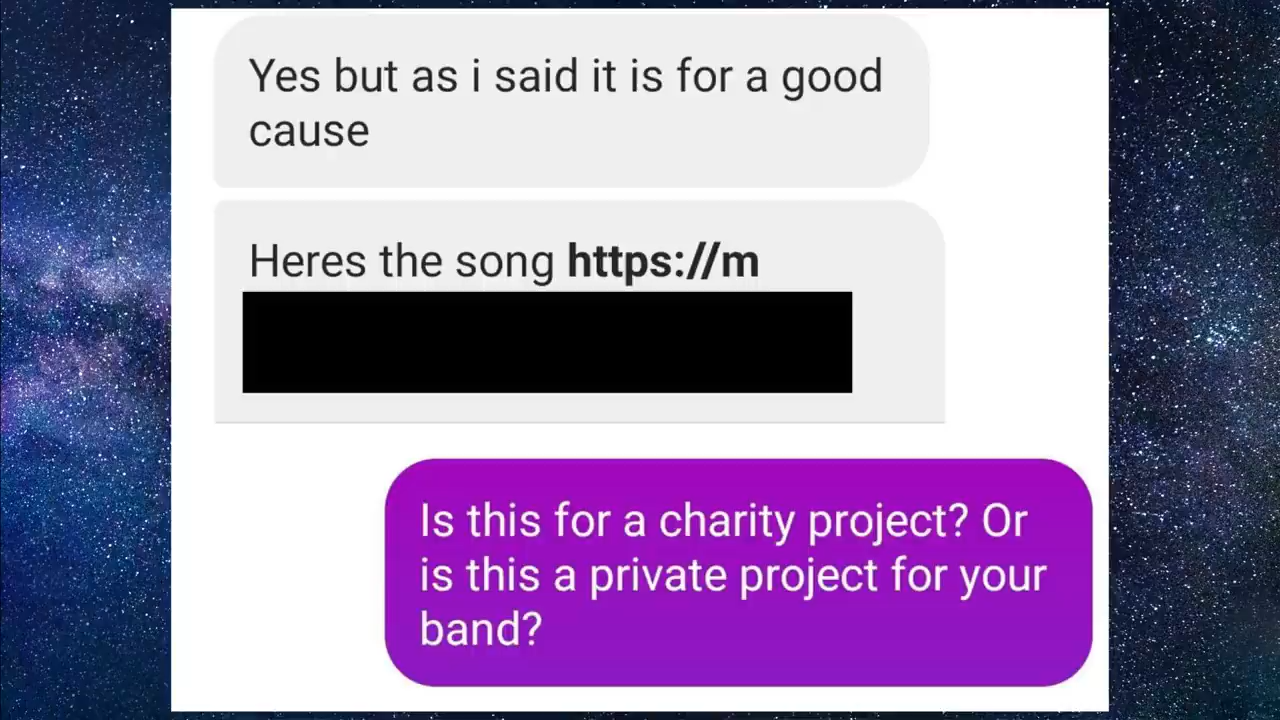 Yes but as i said it is for a good
cause
Heres the song https://m
Is this for a charity project? Or
is this a private project for your
band?